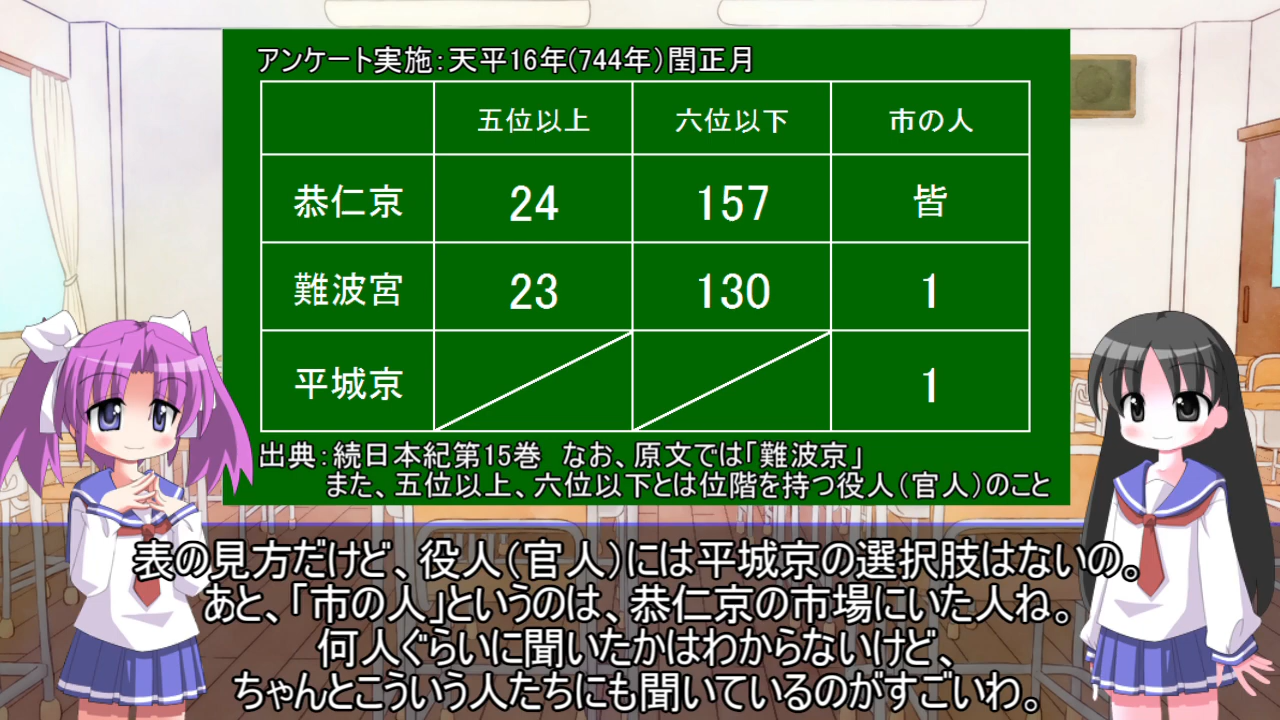 アンケート実施：天平16年(744年)閏正月
五位以上 六位以下 市の人
恭仁京 24 157 皆
難波宮 23 130 1
平城京 1
出典：続日本紀第15巻　なお、原文では「難波京」
また、五位以上、六位以下とは位階を持つ役人（官人）のこと
表の見方だけど、役人（官人）には平城京の選択肢はないの。
あと、「市の人」というのは、恭仁京の市場にいた人ね。
何人ぐらいに聞いたかはわからないけど、
ちゃんとこういう人たちにも聞いているのがすごいわ。